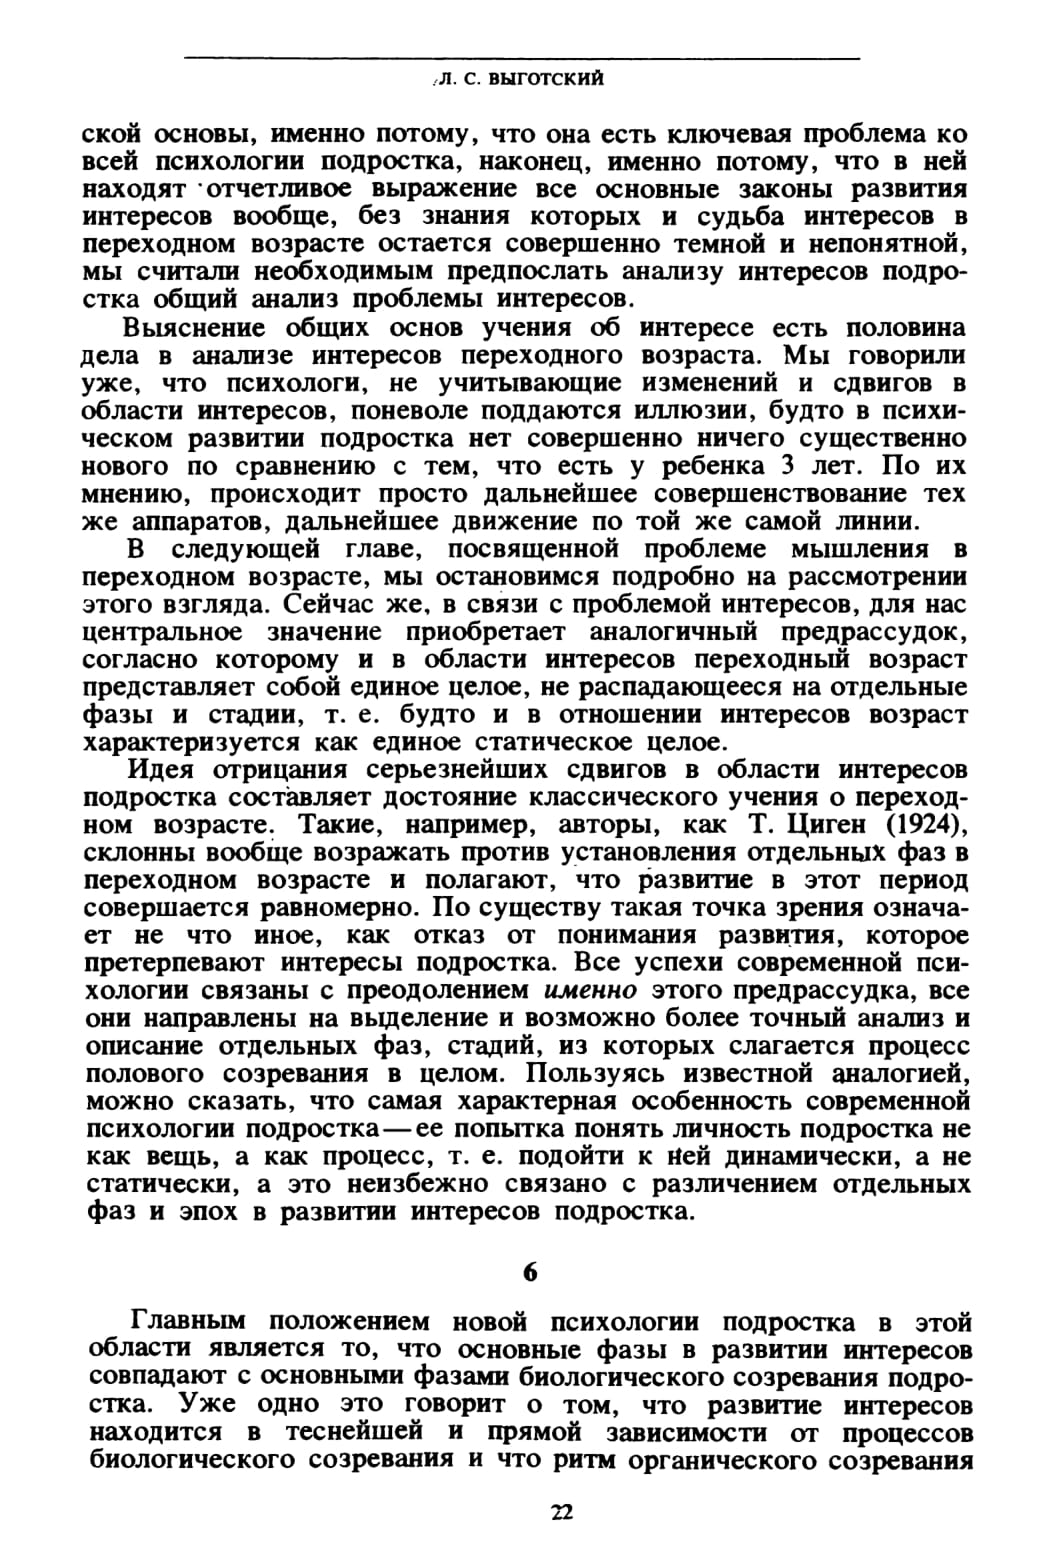 Л. С. ВЫГОТСКИЙ
ской основы, именно потому, что она есть ключевая проблема ко
всей психологии подростка, наконец, именно потому, что в ней
находят отчетливое выражение все основные законы развития
интересов вообще, без знания которых и судьба интересов в
переходном возрасте остается совершенно темной и непонятной,
мы считали необходимым предпослать анализу интересов подро-
стка общий анализ проблемы интересов.
Выяснение общих основ учения об интересе есть половина
дела в анализе интересов переходного возраста. Мы говорили
уже, что психологи, не учитывающие изменений и сдвигов в
области интересов, поневоле поддаются иллюзии, будто в психи-
ческом развитии подростка нет совершенно ничего существенно
нового по сравнению с тем, что есть у ребенка 3 лет. По их
мнению, происходит просто дальнейшее совершенствование тех
же аппаратов, дальнейшее движение по той же самой линии.
В следующей главе, посвященной проблеме мышления в
переходном возрасте, мы остановимся подробно на рассмотрении
этого взгляда. Сейчас же, в связи с проблемой интересов, для нас
центральное значение приобретает аналогичный предрассудок,
согласно которому и в области интересов переходный возраст
представляет собой единое целое, не распадающееся на отдельные
фазы и стадии, т. е. будто и в отношении интересов возраст
характеризуется как единое статическое целое.
Идея отрицания серьезнейших сдвигов в области интересов
подростка составляет достояние классического учения о переход-
ном возрасте. Такие, например, авторы, как Т. Циген (1924),
склонны вообще возражать против установления отдельных фаз в
переходном возрасте и полагают, что развитие в этот период
совершается равномерно. По существу такая точка зрения означа-
ет не что иное, как отказ от понимания развития, которое
претерпевают интересы подростка. Все успехи современной пси-
хологии связаны с преодолением именно этого предрассудка, все
они направлены на выделение и возможно более точный анализ и
описание отдельных фаз, стадий, из которых слагается процесс
полового созревания в целом. Пользуясь известной аналогией,
можно сказать, что самая характерная особенность современной
психологии подростка—ее попытка понять личность подростка не
как вещь, а как процесс, т. е. подойти к ней динамически, а не
статически, а это неизбежно связано с различением отдельных
фаз и эпох в развитии интересов подростка.
6
Главным положением новой психологии подростка в этой
области является то, что основные фазы в развитии интересов
совпадают с основными фазами биологического созревания подро-
стка. Уже одно это говорит о том, что развитие интересов
находится в теснейшей и прямой зависимости от процессов
биологического созревания и что ритм органического созревания
22